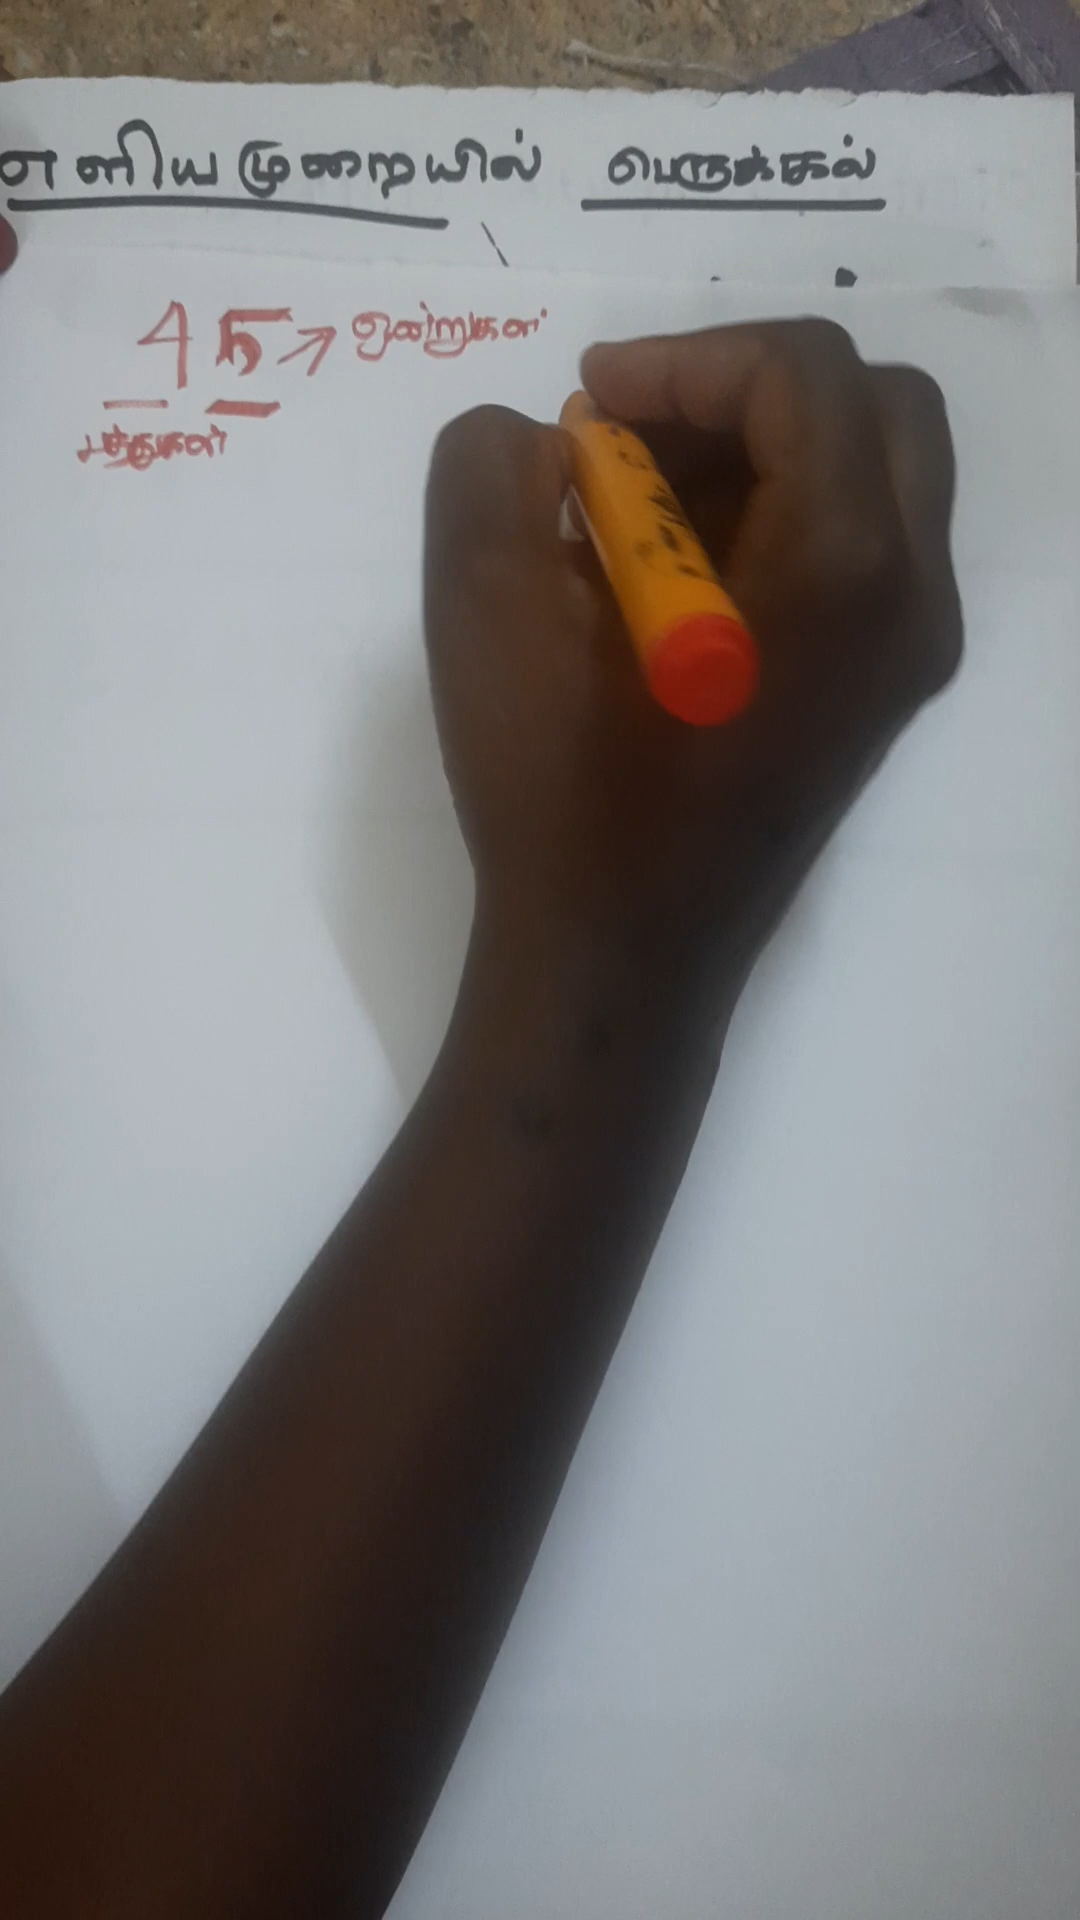 எளிய முறையில் பெருக்கல்
45 → ஒன்றுகள்
பத்துகள்